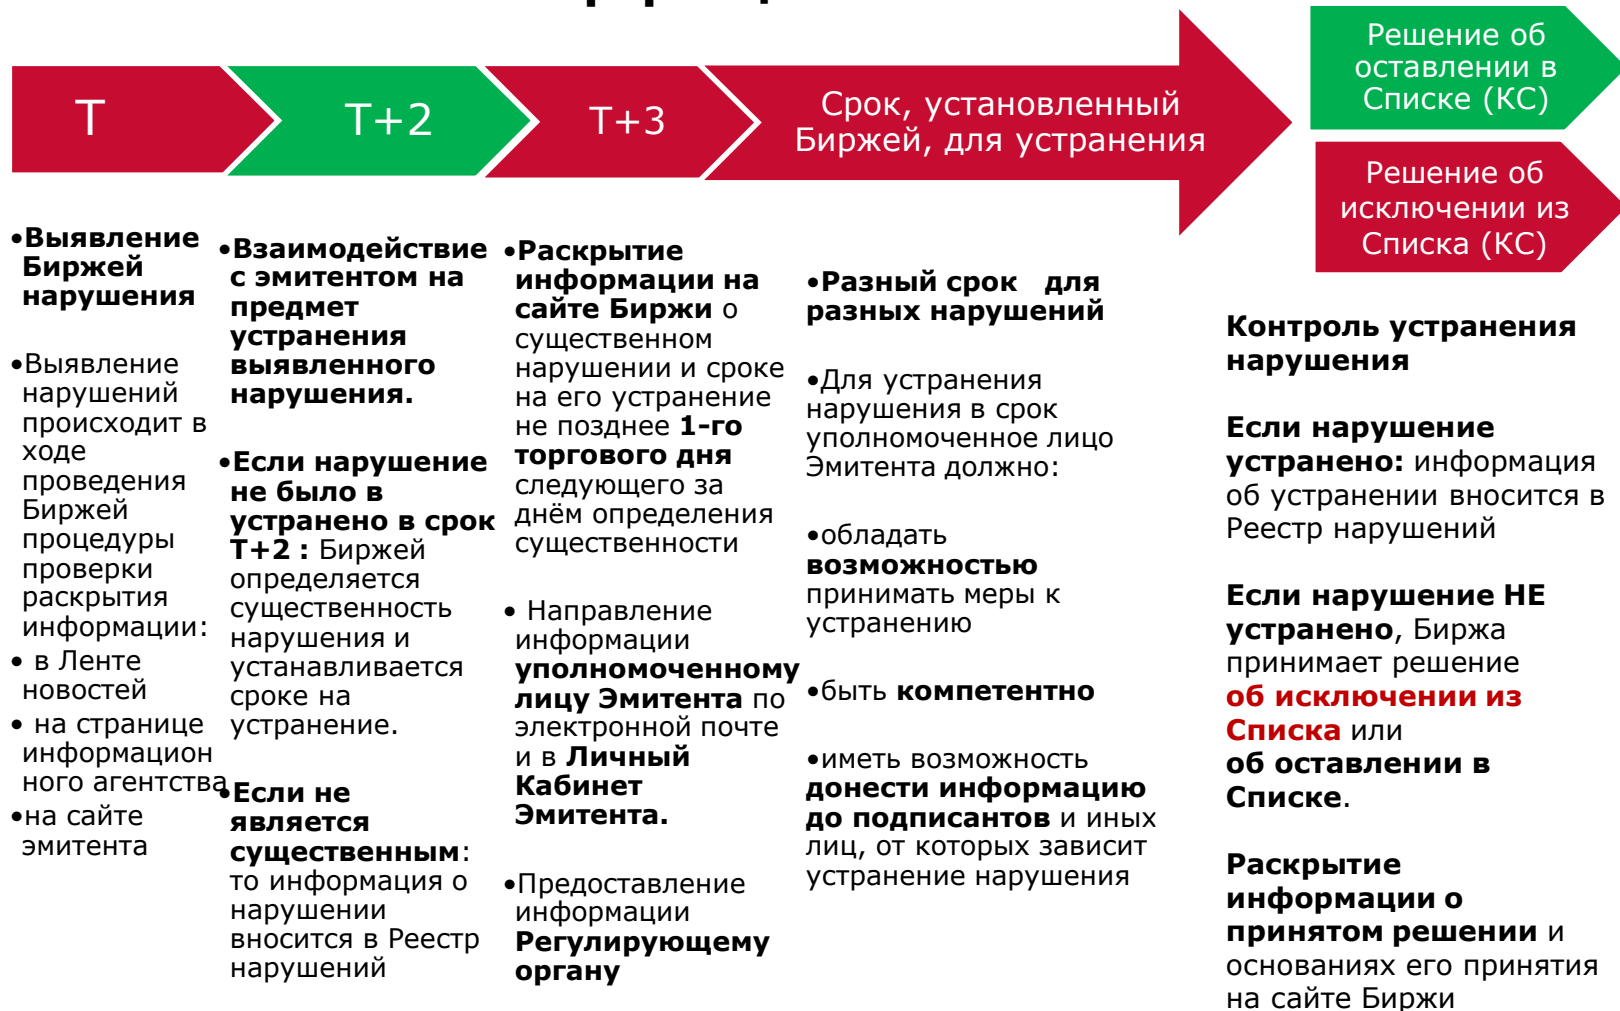 T
T+2
T+3
Срок, установленный
Биржей, для устранения
Решение об
оставлении в
Списке (КС)
Решение об
исключении из
Списка (КС)
•Выявление
Биржей
нарушения
•Выявление
нарушений
происходит в
ходе
проведения
Биржей
процедуры
проверки
раскрытия
информации:
• в Ленте
новостей
• на странице
информацион
ного агентства
•на сайте
эмитента
•Взаимодействие
с эмитентом на
предмет
устранения
выявленного
нарушения.
•Если нарушение
не было в
устранено в срок
T+2 : Биржей
определяется
существенность
нарушения и
устанавливается
сроке на
устранение.
•Если не
является
существенным:
то информация о
нарушении
вносится в Реестр
нарушений
•Раскрытие
информации на
сайте Биржи о
существенном
нарушении и сроке
на его устранение
не позднее 1-го
торгового дня
следующего за
днём определения
существенности
• Направление
информации
уполномоченному
лицу Эмитента по
электронной почте
и в Личный
Кабинет
Эмитента.
•Предоставление
информации
Регулирующему
органу
•Разный срок для
разных нарушений
•Для устранения
нарушения в срок
уполномоченное лицо
Эмитента должно:
•обладать
возможностью
принимать меры к
устранению
•быть компетентно
•иметь возможность
донести информацию
до подписантов и иных
лиц, от которых зависит
устранение нарушения
Контроль устранения
нарушения
Если нарушение
устранено: информация
об устранении вносится в
Реестр нарушений
Если нарушение НЕ
устранено, Биржа
принимает решение
об исключении из
Списка или
об оставлении в
Списке.
Раскрытие
информации о
принятом решении и
основаниях его принятия
на сайте Биржи